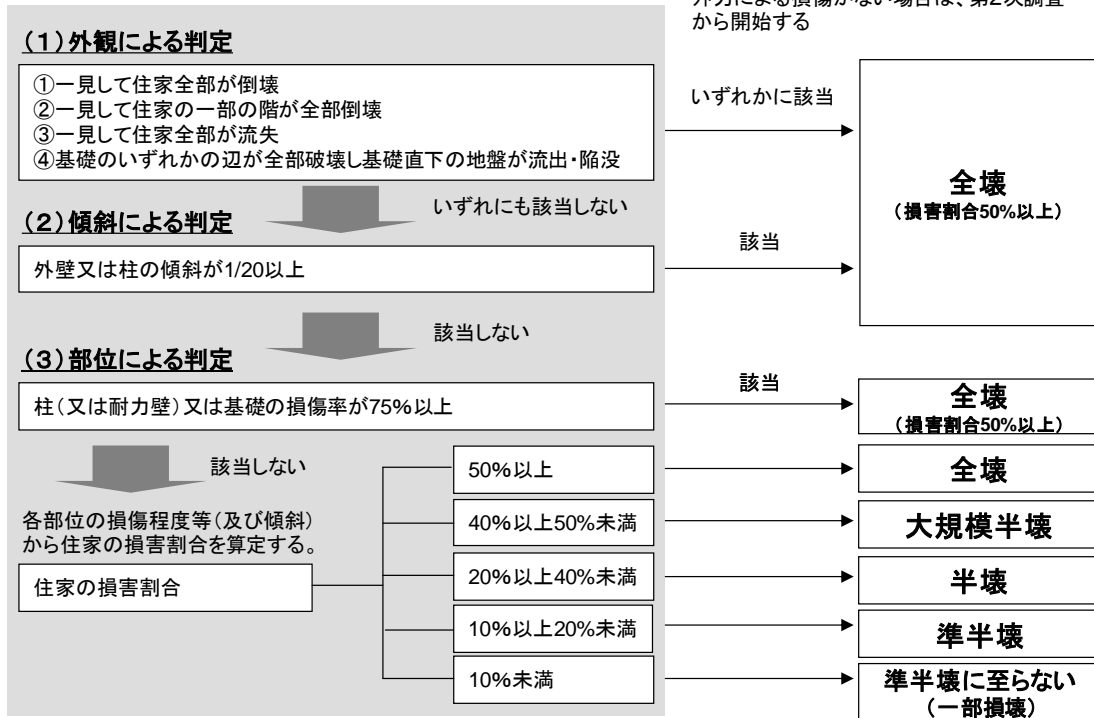 外力による損傷がない場合は、第2次調査
から開始する
(1)外観による判定
①一見して住家全部が倒壊
②一見して住家の一部の階が全部倒壊
③一見して住家全部が流失
④基礎のいずれかの辺が全部破壊し基礎直下の地盤が流出・陥没
いずれかに該当
全壊
(損害割合50%以上)
いずれにも該当しない
(2)傾斜による判定
外壁又は柱の傾斜が1/20以上
該当
該当しない
(3)部位による判定
柱(又は耐力壁)又は基礎の損傷率が75%以上
該当
全壊
(損害割合50%以上)
該当しない
各部位の損傷程度等(及び傾斜)
から住家の損害割合を算定する。
住家の損害割合
50%以上
全壊
40%以上50%未満
大規模半壊
20%以上40%未満
半壊
10%以上20%未満
準半壊
10%未満
準半壊に至らない
(一部損壊)